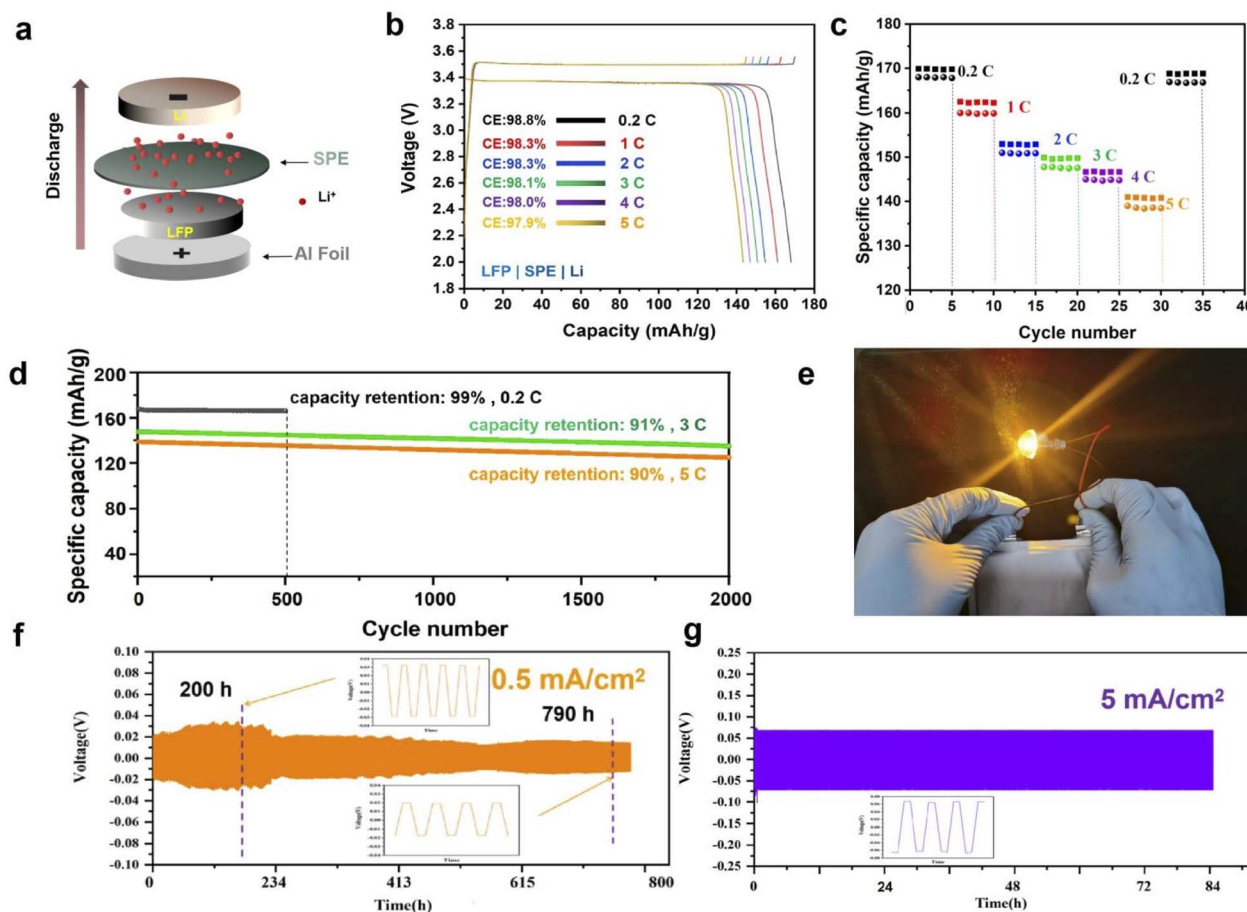 a
Discharge
Li
SPE
Li⁺
LFP
Al Foil
b
Voltage (V)
3.8
3.6
3.4
3.2
3.0
2.8
2.6
2.4
2.2
2.0
1.8
CE:98.8% 0.2 C
CE:98.3% 1 C
CE:98.3% 2 C
CE:98.1% 3 C
CE:98.0% 4 C
CE:97.9% 5 C
LFP | SPE | Li
0 20 40 60 80 100 120 140 160 180
Capacity (mAh/g)
c
Specific capacity (mAh/g)
180
170
160
150
140
130
120
0.2 C
1 C
2 C
3 C
4 C
5 C
0.2 C
0 5 10 15 20 25 30 35 40
Cycle number
d
Specific capacity (mAh/g)
200
160
120
80
40
capacity retention: 99% , 0.2 C
capacity retention: 91% , 3 C
capacity retention: 90% , 5 C
0 500 1000 1500 2000
Cycle number
e
f
Voltage(V)
0.10
0.08
0.06
0.04
0.02
0.00
-0.02
-0.04
-0.06
-0.08
-0.10
200 h
0.5 mA/cm²
790 h
Voltage(V)
Time
Voltage(V)
Time
0 234 413 615 800
Time(h)
g
Voltage(V)
0.25
0.20
0.15
0.10
0.05
0.00
-0.05
-0.10
-0.15
-0.20
-0.25
5 mA/cm²
Voltage(V)
Time
0 24 48 72 84
Time(h)